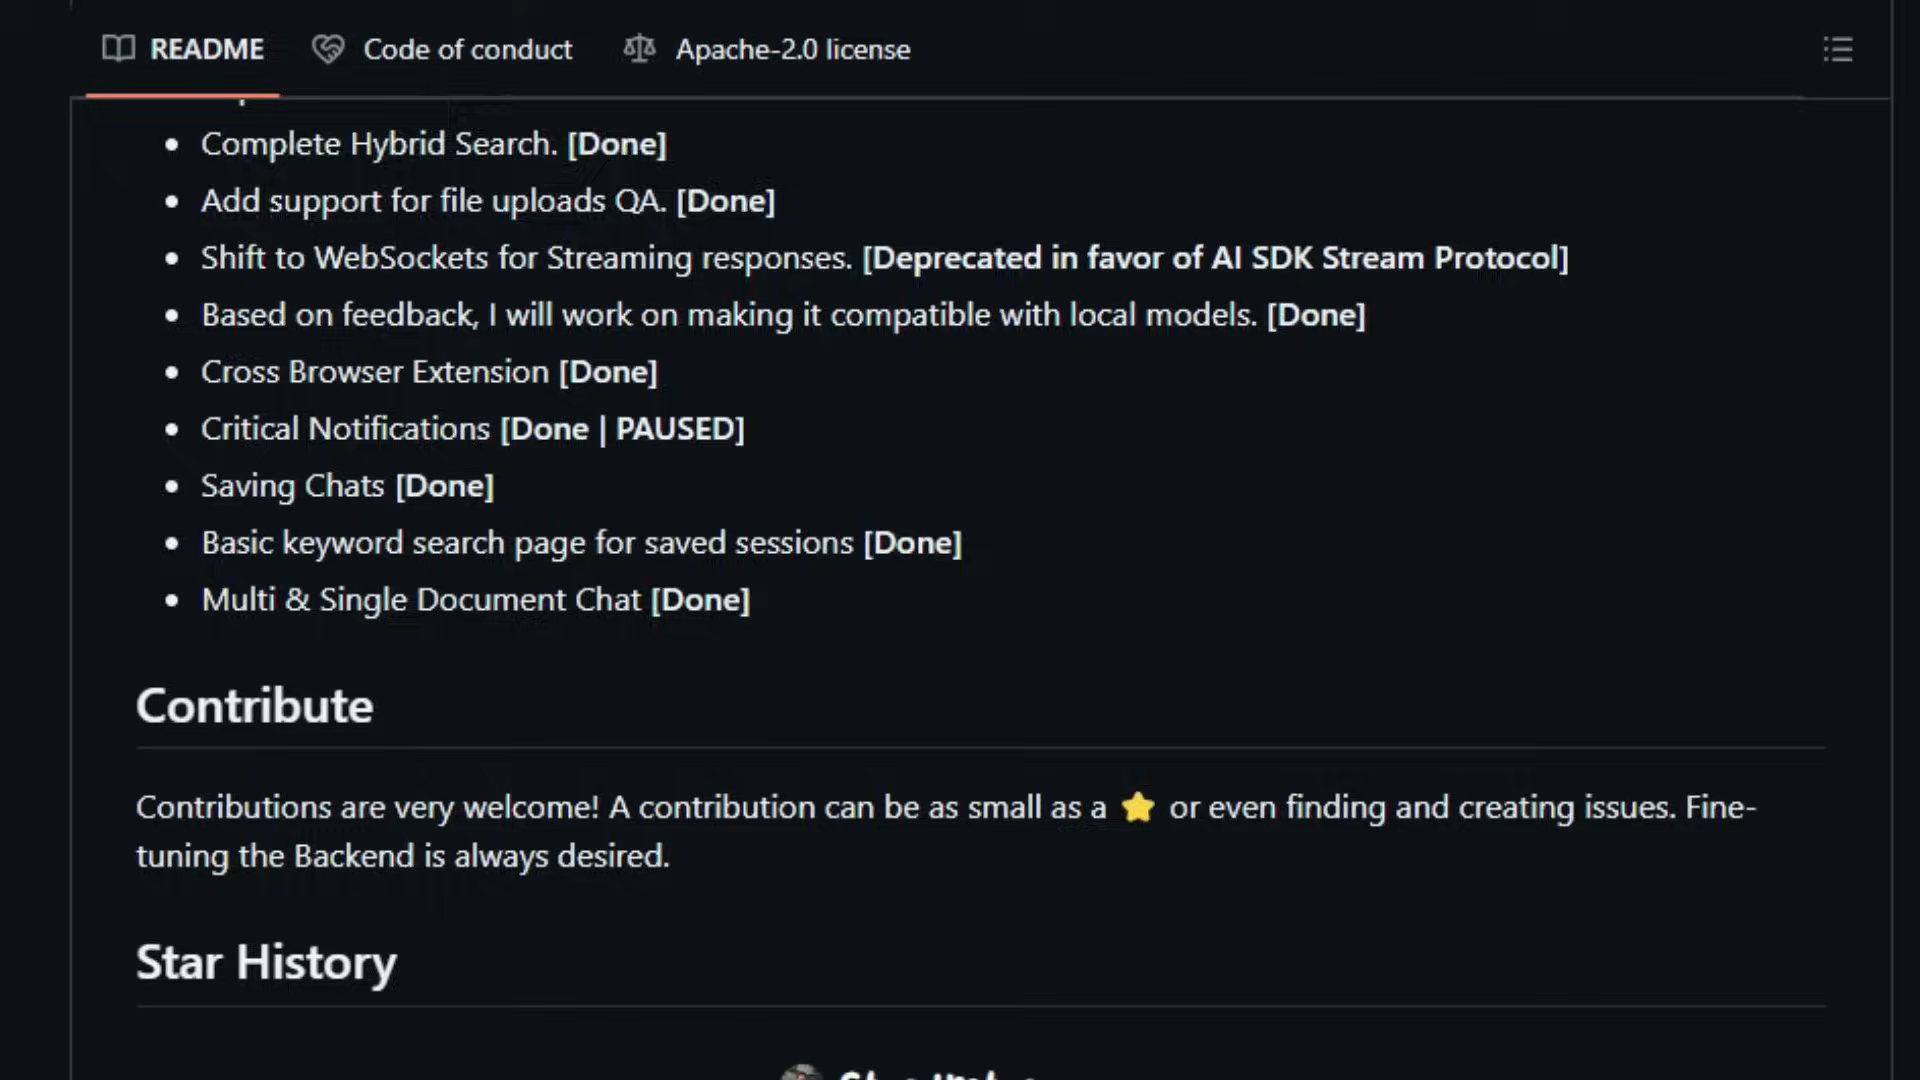 README Code of conduct Apache-2.0 license
Complete Hybrid Search. [Done]
Add support for file uploads QA. [Done]
Shift to WebSockets for Streaming responses. [Deprecated in favor of AI SDK Stream Protocol]
Based on feedback, I will work on making it compatible with local models. [Done]
Cross Browser Extension [Done]
Critical Notifications [Done | PAUSED]
Saving Chats [Done]
Basic keyword search page for saved sessions [Done]
Multi & Single Document Chat [Done]
Contribute
Contributions are very welcome! A contribution can be as small as a ⭐ or even finding and creating issues. Fine-
tuning the Backend is always desired.
Star History